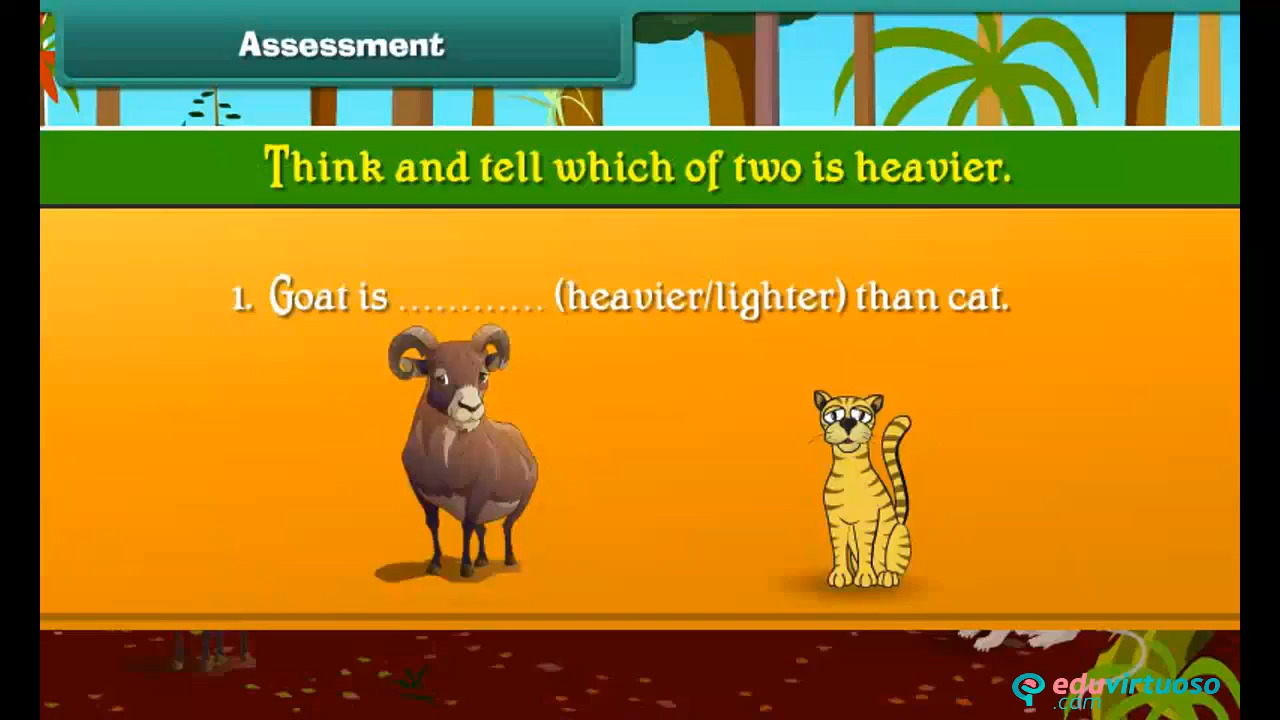 Assessment
Think and tell which of two is heavier.
1. Goat is ............ (heavier/lighter) than cat.
eduvirtuoso
.com